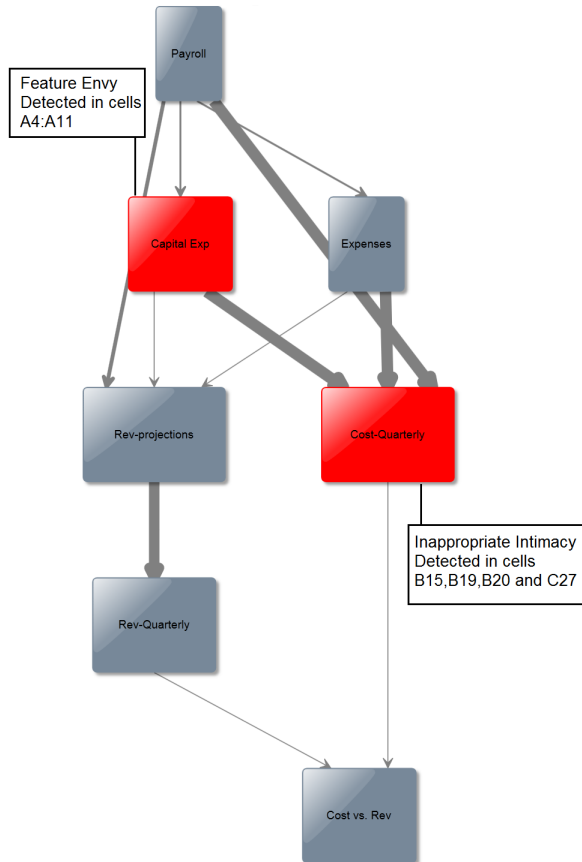 Payroll
Feature Envy
Detected in cells
A4:A11
Capital Exp
Expenses
Rev-projections
Cost-Quarterly
Inappropriate Intimacy
Detected in cells
B15,B19,B20 and C27
Rev-Quarterly
Cost vs. Rev